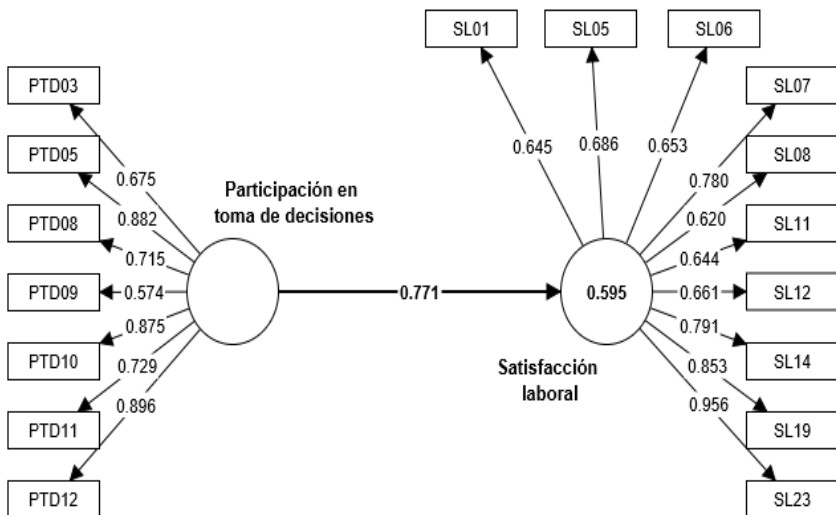 SL01
SL05
SL06
PTD03
SL07
PTD05
SL08
PTD08
SL11
PTD09
SL12
PTD10
SL14
PTD11
SL19
PTD12
SL23
0.645
0.686
0.653
0.675
0.882
0.715
0.574
0.875
0.729
0.896
Participación en
toma de decisiones
0.771
0.595
Satisfacción
laboral
0.780
0.620
0.644
0.661
0.791
0.853
0.956